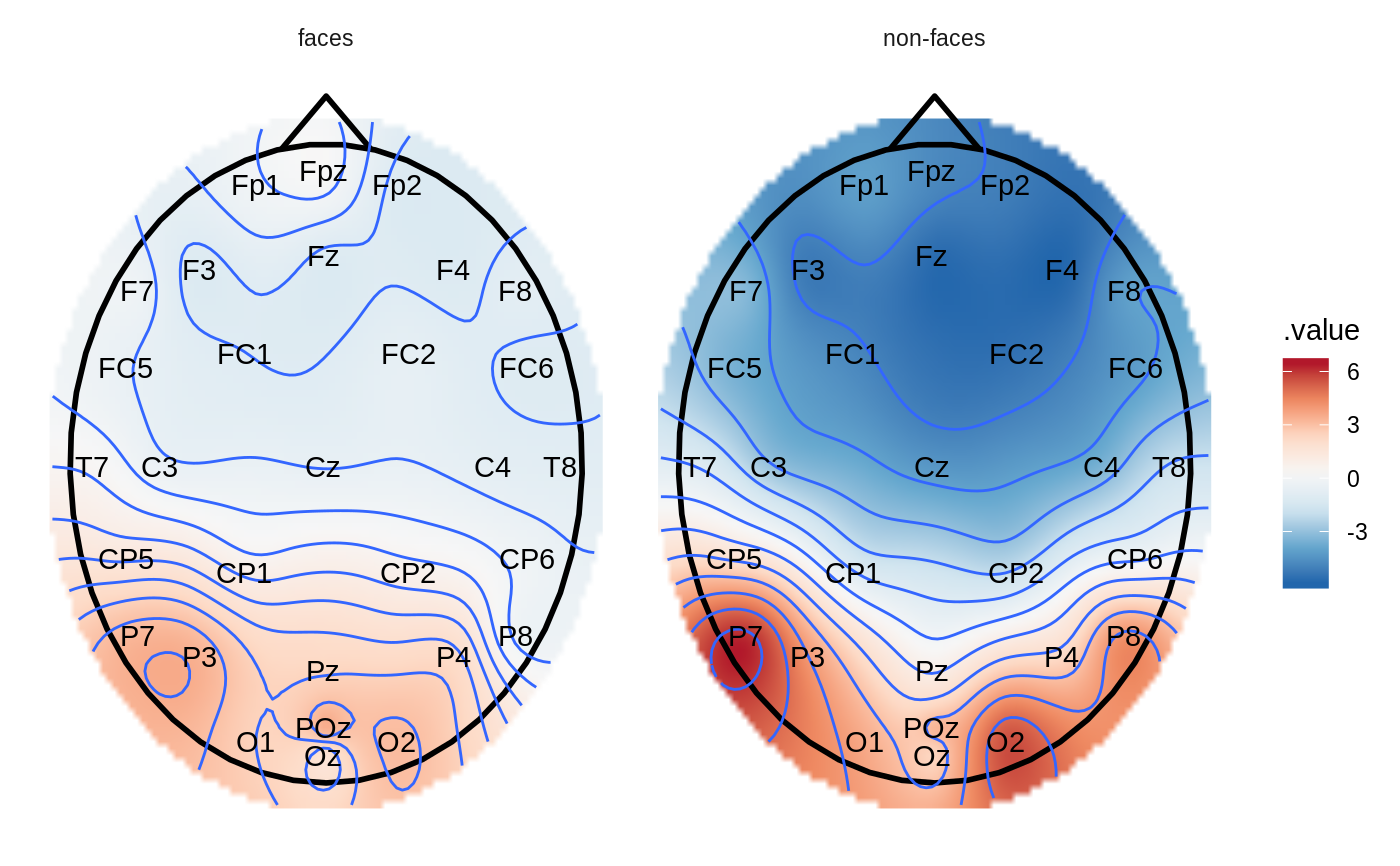 faces
non-faces
Fpz
Fp1
Fp2
Fz
F3
F4
F7
F8
FC1
FC2
FC5
FC6
T7
C3
Cz
C4
T8
CP5
CP6
CP1
CP2
P7
P8
P3
P4
Pz
POz
O1
O2
Oz
Fpz
Fp1
Fp2
Fz
F3
F4
F7
F8
FC1
FC2
FC5
FC6
T7
C3
Cz
C4
T8
CP5
CP6
CP1
CP2
P7
P8
P3
P4
Pz
POz
O1
O2
Oz
.value
6
3
0
-3